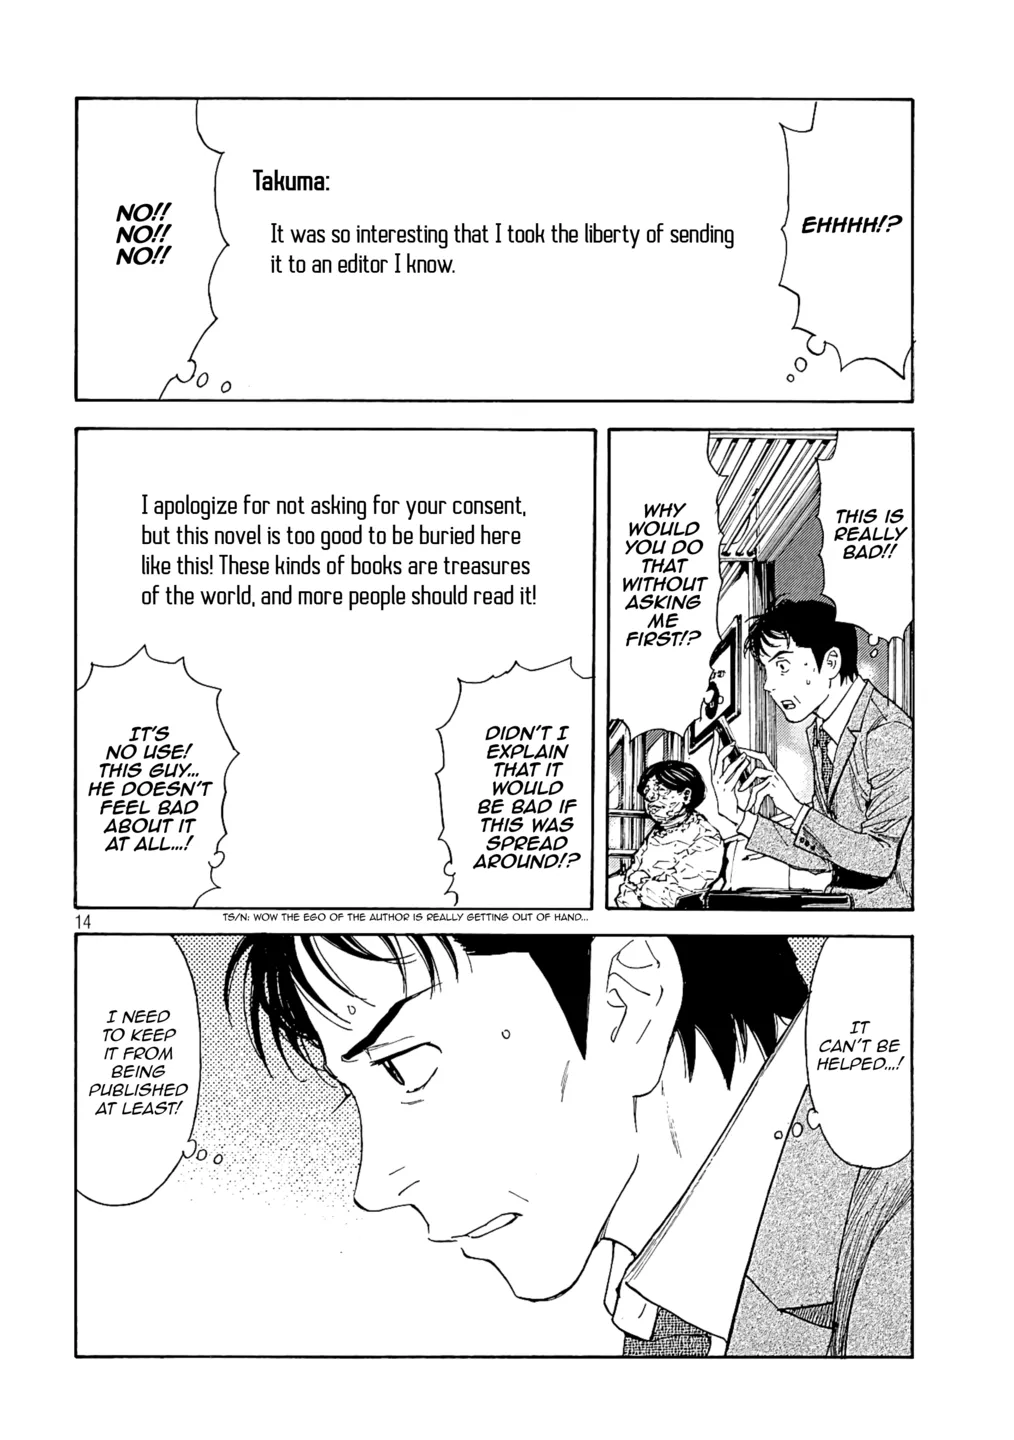 EHHHH!?
Takuma:
It was so interesting that I took the liberty of sending
it to an editor I know.
NO!!
NO!!
NO!!
THIS IS
REALLY
BAD!!
WHY
WOULD
YOU DO
THAT
WITHOUT
ASKING
ME
FIRST!?
I apologize for not asking for your consent,
but this novel is too good to be buried here
like this! These kinds of books are treasures
of the world, and more people should read it!
DIDN'T I
EXPLAIN
THAT IT
WOULD
BE BAD IF
THIS WAS
SPREAD
AROUND!?
IT'S
NO USE!
THIS GUY...
HE DOESN'T
FEEL BAD
ABOUT IT
AT ALL...!
14
TS/N: WOW THE EGO OF THE AUTHOR IS REALLY GETTING OUT OF HAND...
IT
CAN'T BE
HELPED...!
I NEED
TO KEEP
IT FROM
BEING
PUBLISHED
AT LEAST!